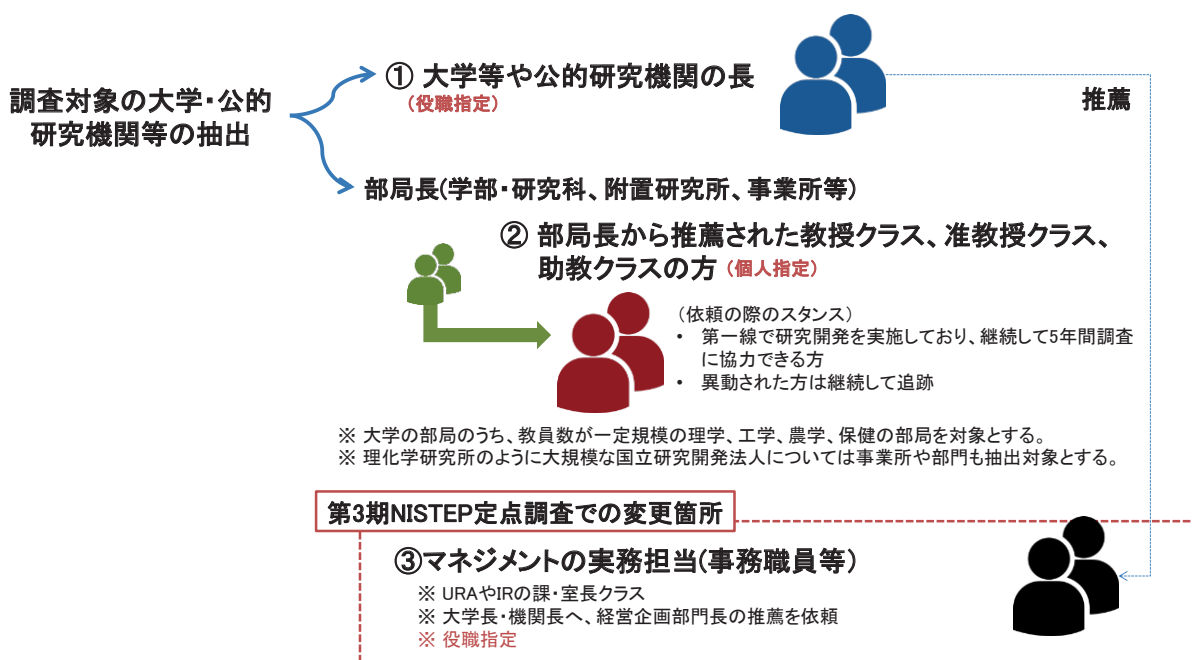 調査対象の大学・公的
研究機関等の抽出
① 大学等や公的研究機関の長
（役職指定）
推薦
部局長(学部・研究科、附置研究所、事業所等)
② 部局長から推薦された教授クラス、准教授クラス、
助教クラスの方（個人指定）
（依頼の際のスタンス）
• 第一線で研究開発を実施しており、継続して5年間調査
に協力できる方
• 異動された方は継続して追跡
※ 大学の部局のうち、教員数が一定規模の理学、工学、農学、保健の部局を対象とする。
※ 理化学研究所のように大規模な国立研究開発法人については事業所や部門も抽出対象とする。
第3期NISTEP定点調査での変更箇所
③マネジメントの実務担当(事務職員等)
※ URAやIRの課・室長クラス
※ 大学長・機関長へ、経営企画部門長の推薦を依頼
※ 役職指定